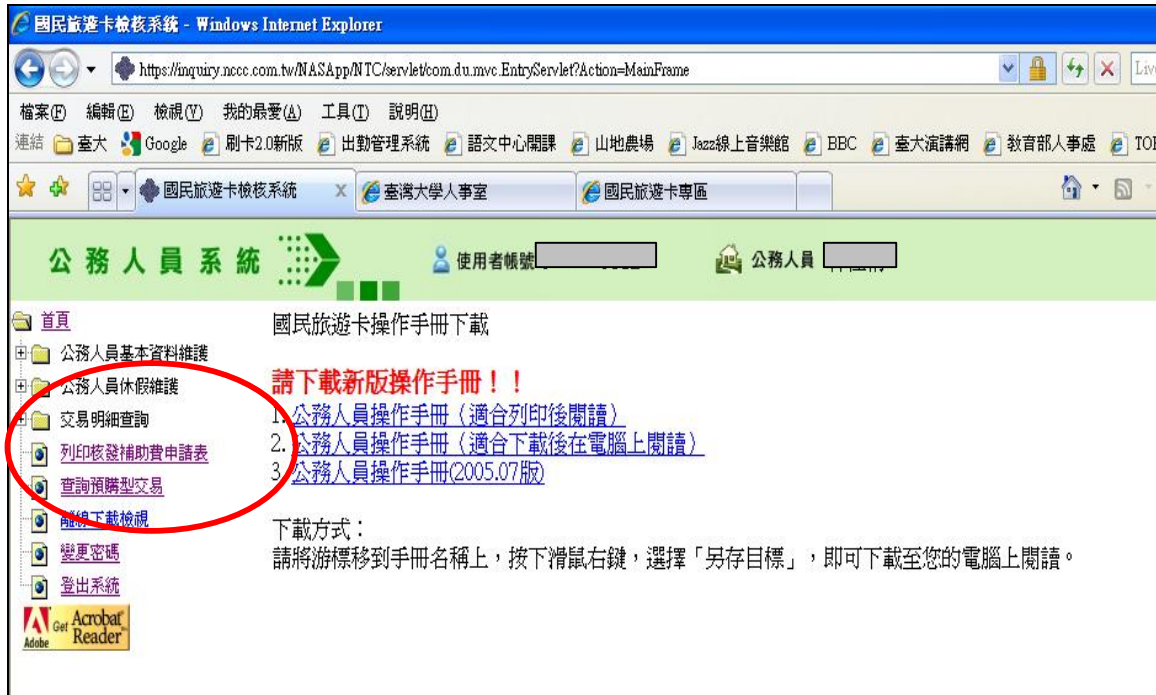 國民旅遊卡檢核系統 - Windows Internet Explorer
https://inquiry.nccc.com.tw/NASApp/NTC/servlet/com.du.mvc.EntryServlet?Action=MainFrame
Live
檔案(F) 編輯(E) 檢視(V) 我的最愛(A) 工具(T) 說明(H)
連結 臺大 Google 刷卡2.0新版 出勤管理系統 語文中心開課 山地農場 Jazz線上音樂館 BBC 臺大演講網 教育部人事處 TOE
國民旅遊卡檢核系統 X 臺灣大學人事室 國民旅遊卡專區
公務人員系統 使用者帳號 公務人員
首頁
公務人員基本資料維護
公務人員休假維護
交易明細查詢
列印核發補助費申請表
查詢預購型交易
離線下載檢視
變更密碼
登出系統
Get Acrobat
Adobe Reader
國民旅遊卡操作手冊下載
請下載新版操作手冊！！
1. 公務人員操作手冊（適合列印後閱讀）
2. 公務人員操作手冊（適合下載後在電腦上閱讀）
3. 公務人員操作手冊(2005.07版)
下載方式：
請將游標移到手冊名稱上，按下滑鼠右鍵，選擇「另存目標」，即可下載至您的電腦上閱讀。